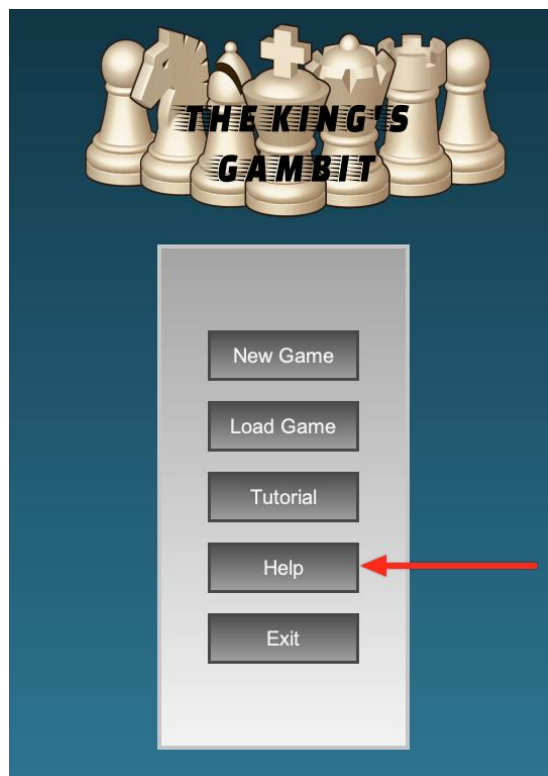 THE KING'S
GAMBIT
New Game
Load Game
Tutorial
Help
Exit